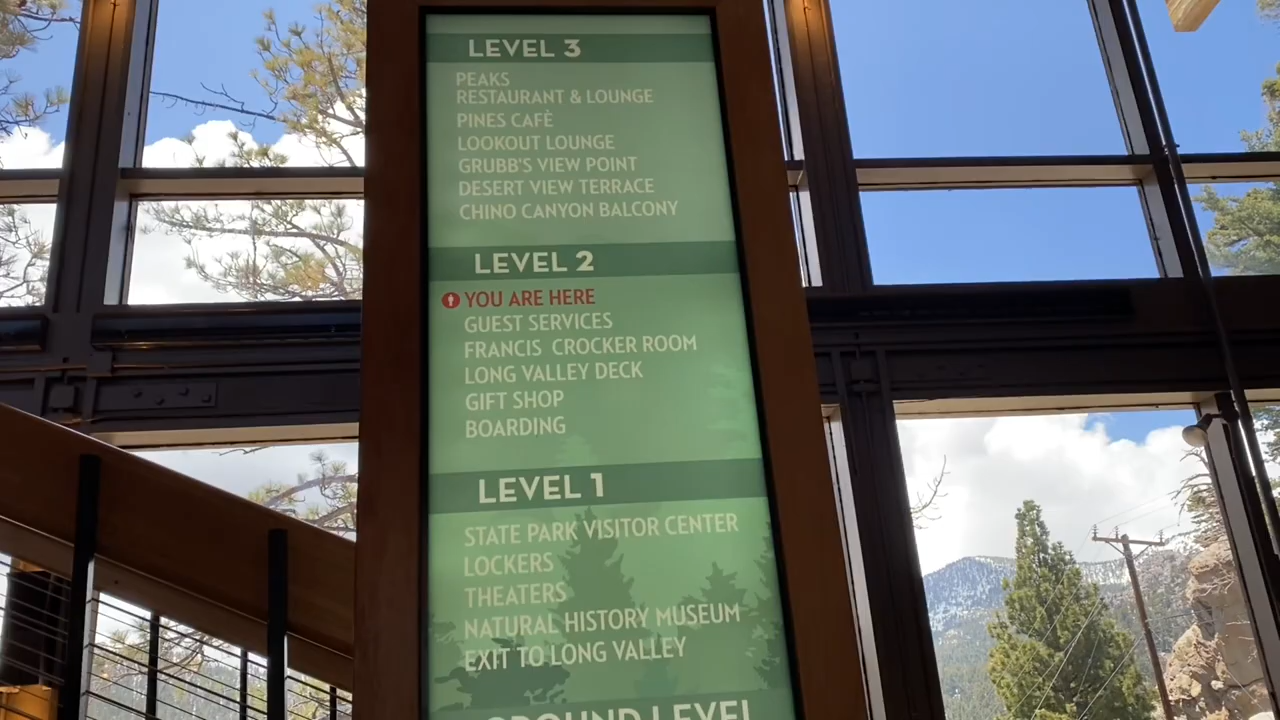 LEVEL 3
PEAKS
RESTAURANT & LOUNGE
PINES CAFÈ
LOOKOUT LOUNGE
GRUBB'S VIEW POINT
DESERT VIEW TERRACE
CHINO CANYON BALCONY
LEVEL 2
YOU ARE HERE
GUEST SERVICES
FRANCIS CROCKER ROOM
LONG VALLEY DECK
GIFT SHOP
BOARDING
LEVEL 1
STATE PARK VISITOR CENTER
LOCKERS
THEATERS
NATURAL HISTORY MUSEUM
EXIT TO LONG VALLEY
GROUND LEVEL